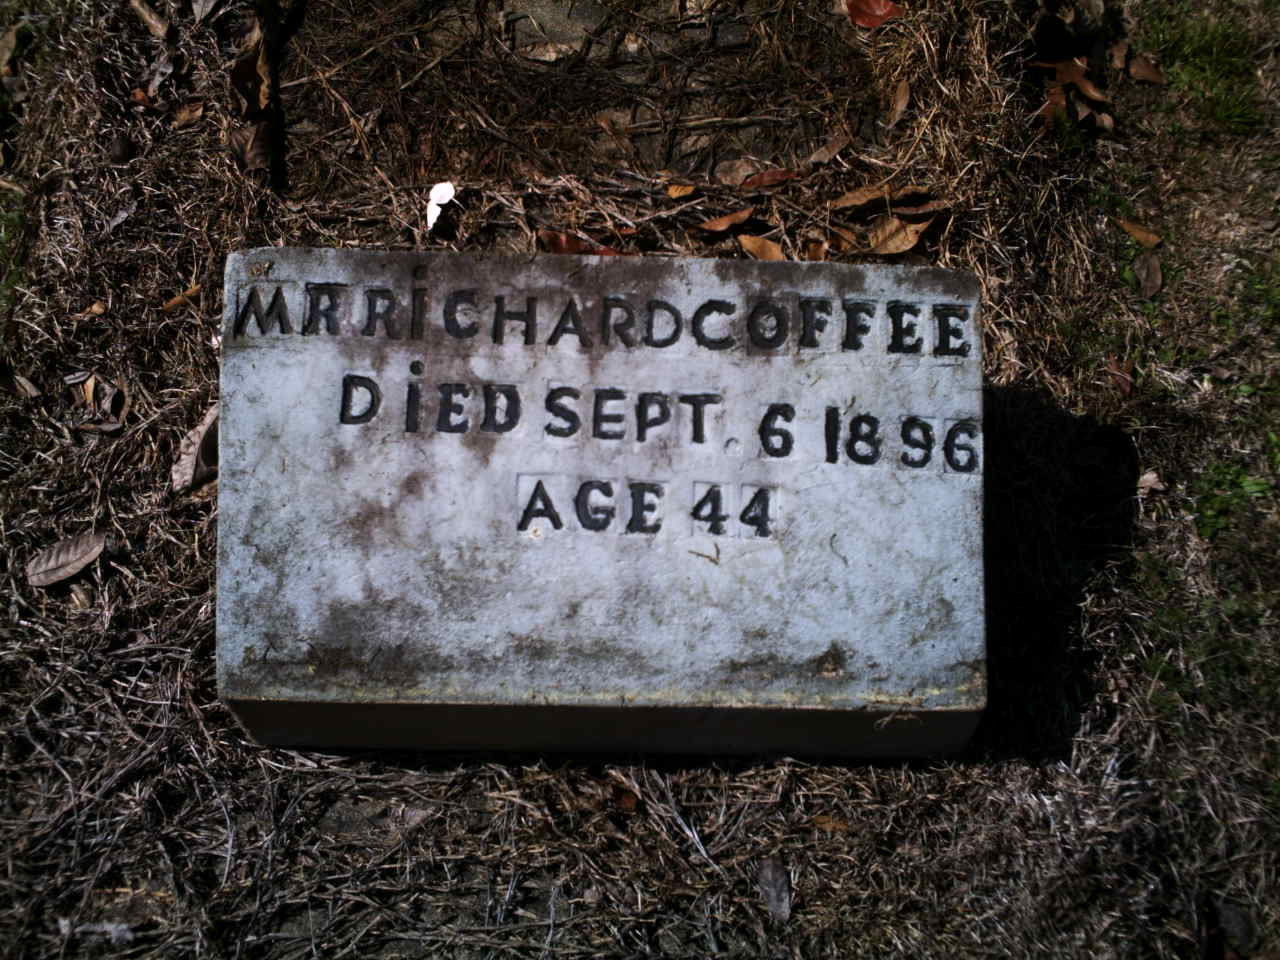 MR RiCHARD COFFEE
DiED SEPT. 6 1896
AGE 44